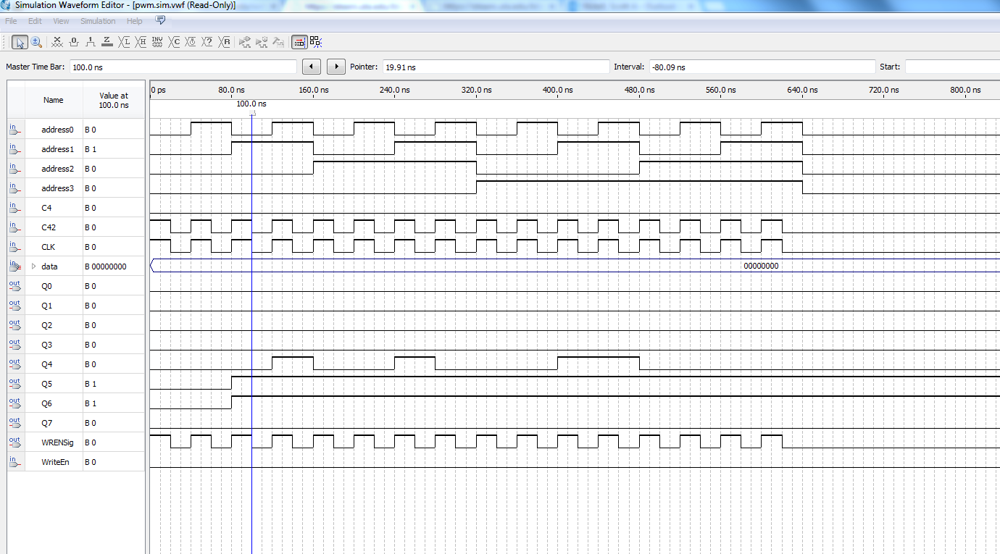 Simulation Waveform Editor - [pwm.sim.vwf (Read-Only)]
File Edit View Simulation Help
Master Time Bar: 100.0 ns Pointer: 19.91 ns Interval: -80.09 ns Start:
Name Value at 100.0 ns 0 ps 80.0 ns 160.0 ns 240.0 ns 320.0 ns 400.0 ns 480.0 ns 560.0 ns 640.0 ns 720.0 ns 800.0 ns
100.0 ns
in address0 B 0
in address1 B 1
in address2 B 0
in address3 B 0
in C4 B 0
in C42 B 0
in CLK B 0
in data B 00000000 00000000
out Q0 B 0
out Q1 B 0
out Q2 B 0
out Q3 B 0
out Q4 B 0
out Q5 B 1
out Q6 B 1
out Q7 B 0
out WRENSig B 0
in WriteEn B 0